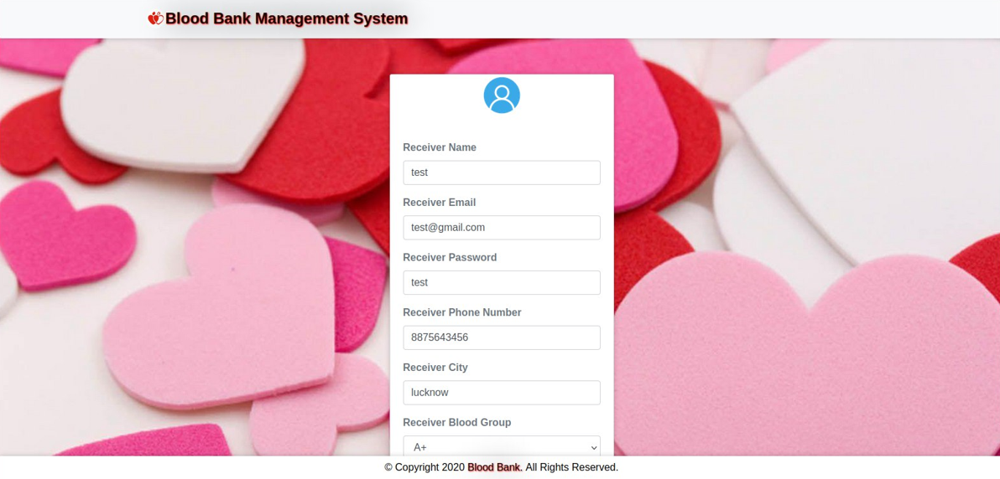 Blood Bank Management System
Receiver Name
test
Receiver Email
test@gmail.com
Receiver Password
test
Receiver Phone Number
8875643456
Receiver City
lucknow
Receiver Blood Group
A+
© Copyright 2020 Blood Bank. All Rights Reserved.